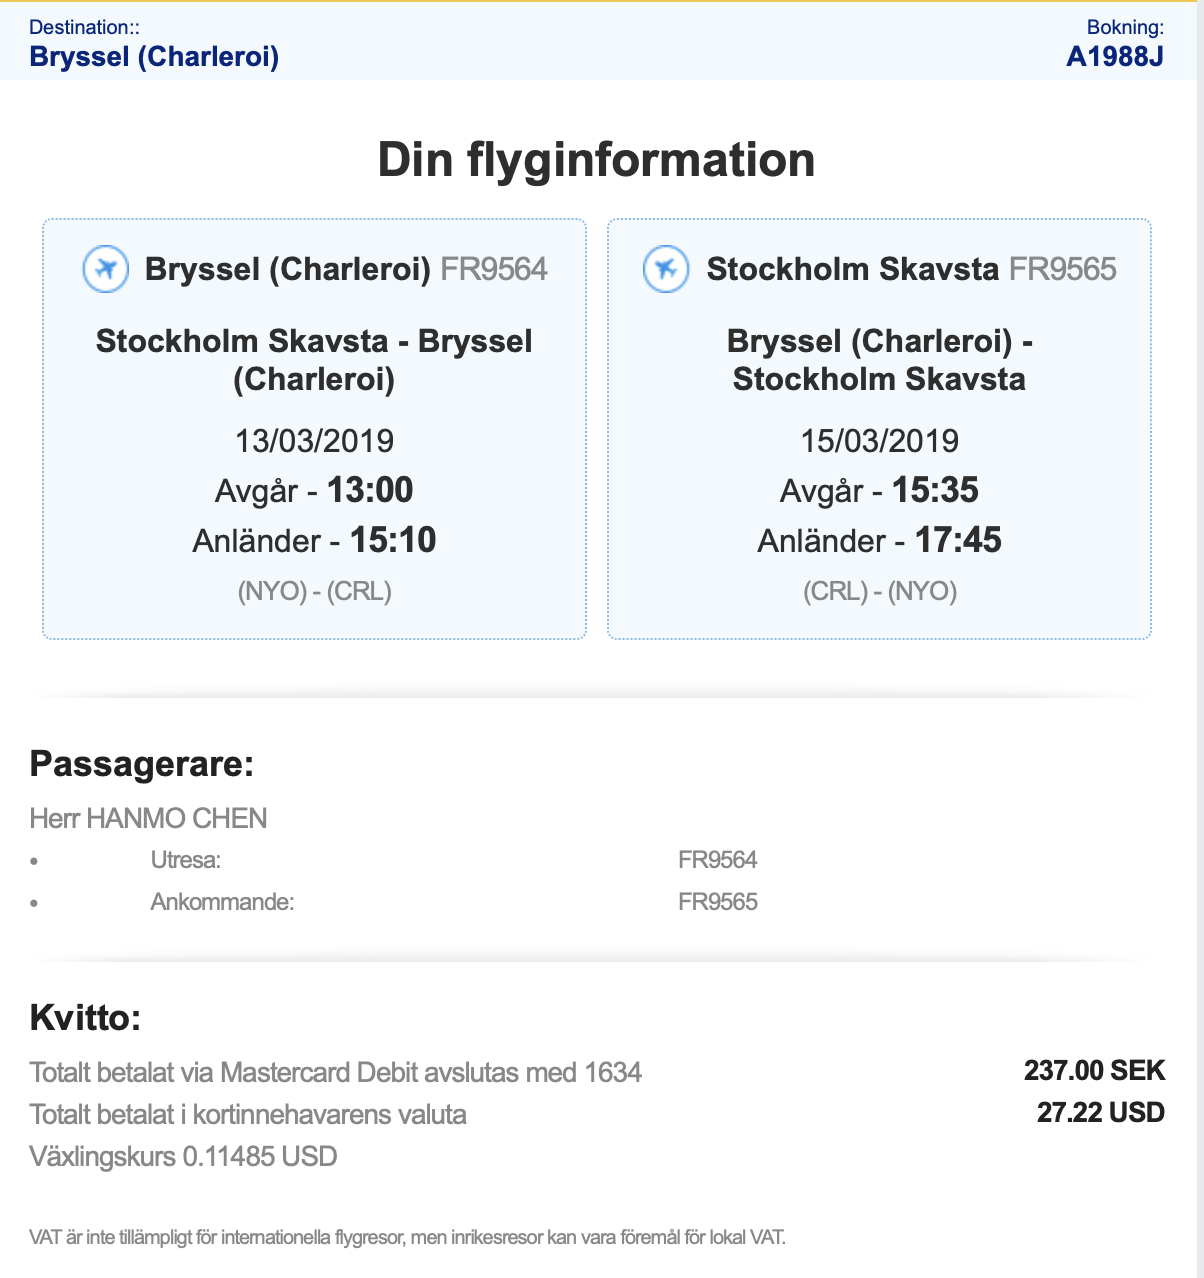 Destination::
Bryssel (Charleroi)
Bokning:
A1988J
Din flyginformation
Bryssel (Charleroi) FR9564
Stockholm Skavsta - Bryssel
(Charleroi)
13/03/2019
Avgår - 13:00
Anländer - 15:10
(NYO) - (CRL)
Stockholm Skavsta FR9565
Bryssel (Charleroi) -
Stockholm Skavsta
15/03/2019
Avgår - 15:35
Anländer - 17:45
(CRL) - (NYO)
Passagerare:
Herr HANMO CHEN
• Utresa: FR9564
• Ankommande: FR9565
Kvitto:
Totalt betalat via Mastercard Debit avslutas med 1634 237.00 SEK
Totalt betalat i kortinnehavarens valuta 27.22 USD
Växlingskurs 0.11485 USD
VAT är inte tillämpligt för internationella flygresor, men inrikesresor kan vara föremål för lokal VAT.